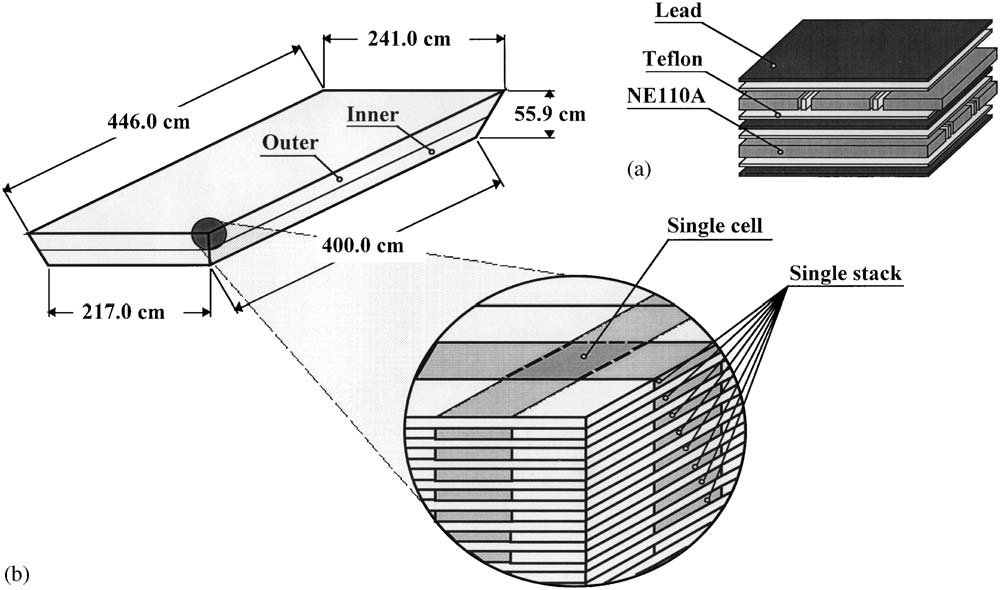 241.0 cm
446.0 cm
Inner
Outer
55.9 cm
400.0 cm
217.0 cm
Lead
Teflon
NE110A
(a)
Single cell
Single stack
(b)